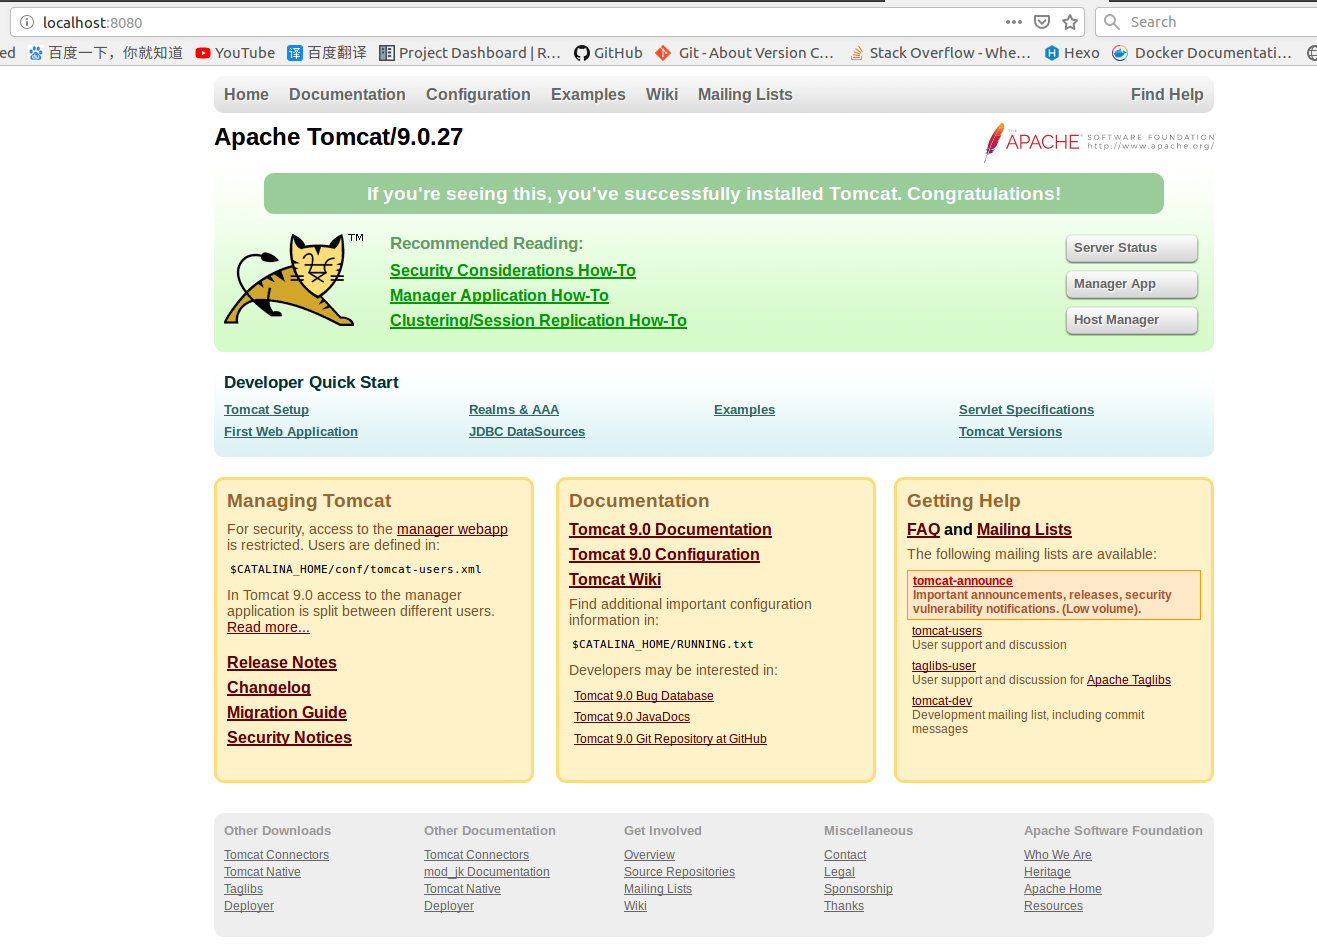 localhost:8080
Search
ed 百度一下，你就知道 YouTube 译 百度翻译 Project Dashboard | R... GitHub Git - About Version C... Stack Overflow - Whe... Hexo Docker Documentati...
Home Documentation Configuration Examples Wiki Mailing Lists Find Help
Apache Tomcat/9.0.27
THE APACHE SOFTWARE FOUNDATION
http://www.apache.org/
If you're seeing this, you've successfully installed Tomcat. Congratulations!
TM
Recommended Reading:
Security Considerations How-To
Manager Application How-To
Clustering/Session Replication How-To
Server Status
Manager App
Host Manager
Developer Quick Start
Tomcat Setup
First Web Application
Realms & AAA
JDBC DataSources
Examples
Servlet Specifications
Tomcat Versions
Managing Tomcat
For security, access to the manager webapp
is restricted. Users are defined in:
$CATALINA_HOME/conf/tomcat-users.xml
In Tomcat 9.0 access to the manager
application is split between different users.
Read more...
Release Notes
Changelog
Migration Guide
Security Notices
Documentation
Tomcat 9.0 Documentation
Tomcat 9.0 Configuration
Tomcat Wiki
Find additional important configuration
information in:
$CATALINA_HOME/RUNNING.txt
Developers may be interested in:
Tomcat 9.0 Bug Database
Tomcat 9.0 JavaDocs
Tomcat 9.0 Git Repository at GitHub
Getting Help
FAQ and Mailing Lists
The following mailing lists are available:
tomcat-announce
Important announcements, releases, security
vulnerability notifications. (Low volume).
tomcat-users
User support and discussion
taglibs-user
User support and discussion for Apache Taglibs
tomcat-dev
Development mailing list, including commit
messages
Other Downloads
Tomcat Connectors
Tomcat Native
Taglibs
Deployer
Other Documentation
Tomcat Connectors
mod_jk Documentation
Tomcat Native
Deployer
Get Involved
Overview
Source Repositories
Mailing Lists
Wiki
Miscellaneous
Contact
Legal
Sponsorship
Thanks
Apache Software Foundation
Who We Are
Heritage
Apache Home
Resources